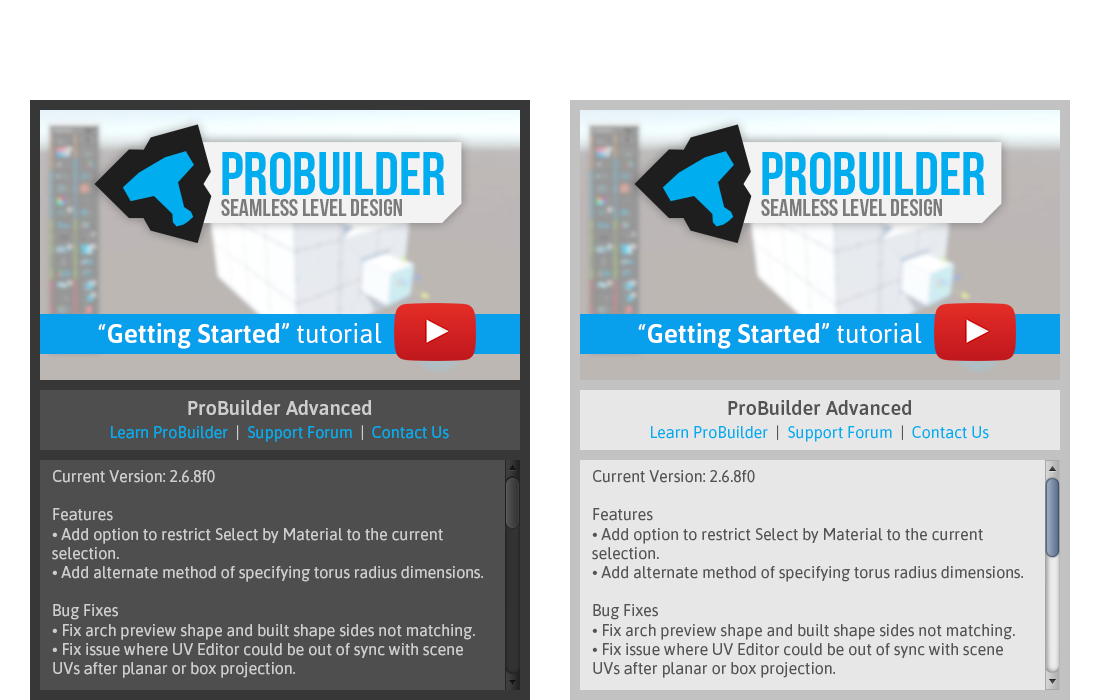 PROBUILDER
SEAMLESS LEVEL DESIGN
“Getting Started” tutorial
ProBuilder Advanced
Learn ProBuilder | Support Forum | Contact Us
Current Version: 2.6.8f0
Features
• Add option to restrict Select by Material to the current
selection.
• Add alternate method of specifying torus radius dimensions.
Bug Fixes
• Fix arch preview shape and built shape sides not matching.
• Fix issue where UV Editor could be out of sync with scene
UVs after planar or box projection.
PROBUILDER
SEAMLESS LEVEL DESIGN
“Getting Started” tutorial
ProBuilder Advanced
Learn ProBuilder | Support Forum | Contact Us
Current Version: 2.6.8f0
Features
• Add option to restrict Select by Material to the current
selection.
• Add alternate method of specifying torus radius dimensions.
Bug Fixes
• Fix arch preview shape and built shape sides not matching.
• Fix issue where UV Editor could be out of sync with scene
UVs after planar or box projection.